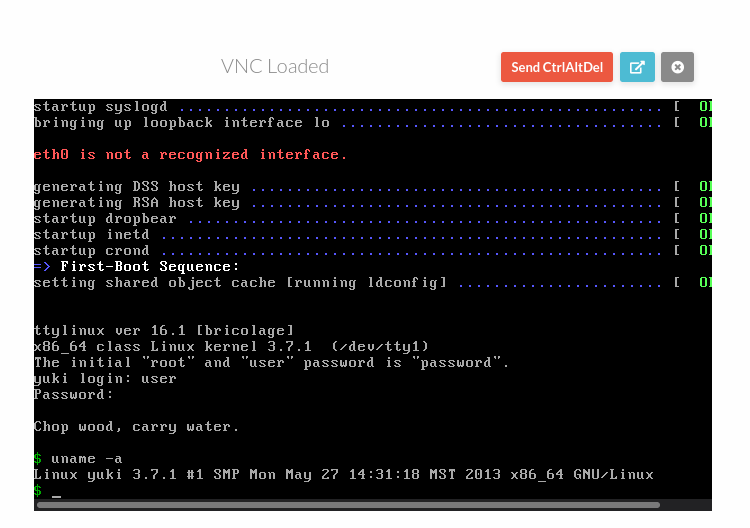 VNC Loaded
Send CtrlAltDel
startup syslogd ...................................................... [ O
bringing up loopback interface lo .................................... [ O
eth0 is not a recognized interface.
generating DSS host key .............................................. [ O
generating RSA host key .............................................. [ O
startup dropbear ..................................................... [ O
startup inetd ........................................................ [ O
startup crond ........................................................ [ O
=> First-Boot Sequence:
setting shared object cache [running ldconfig] ....................... [ O
ttylinux ver 16.1 [bricolage]
x86_64 class Linux kernel 3.7.1  (/dev/tty1)
The initial "root" and "user" password is "password".
yuki login: user
Password:
Chop wood, carry water.
$ uname -a
Linux yuki 3.7.1 #1 SMP Mon May 27 14:31:18 MST 2013 x86_64 GNU/Linux
$ _